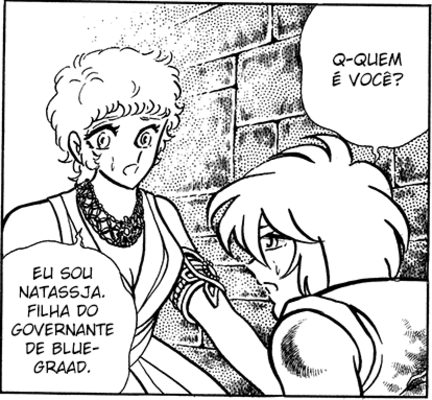 Q-QUEM
É VOCÊ?
EU SOU
NATASSJA.
FILHA DO
GOVERNANTE
DE BLUE-
GRAAD.